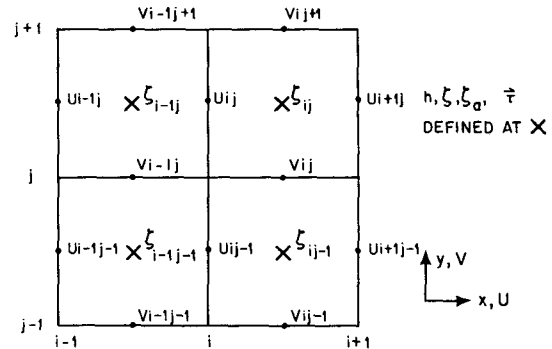 j+1 Vi-1j+1 Vij+1
Ui-1j ζi-1j Uij ζij Ui+1j h, ζ, ζa, τ⃗
DEFINED AT X
j Vi-1j Vij
Ui-1j-1 ζi-1j-1 Uij-1 ζij-1 Ui+1j-1
y, V
x, U
j-1 Vi-1j-1 Vij-1
i-1 i i+1